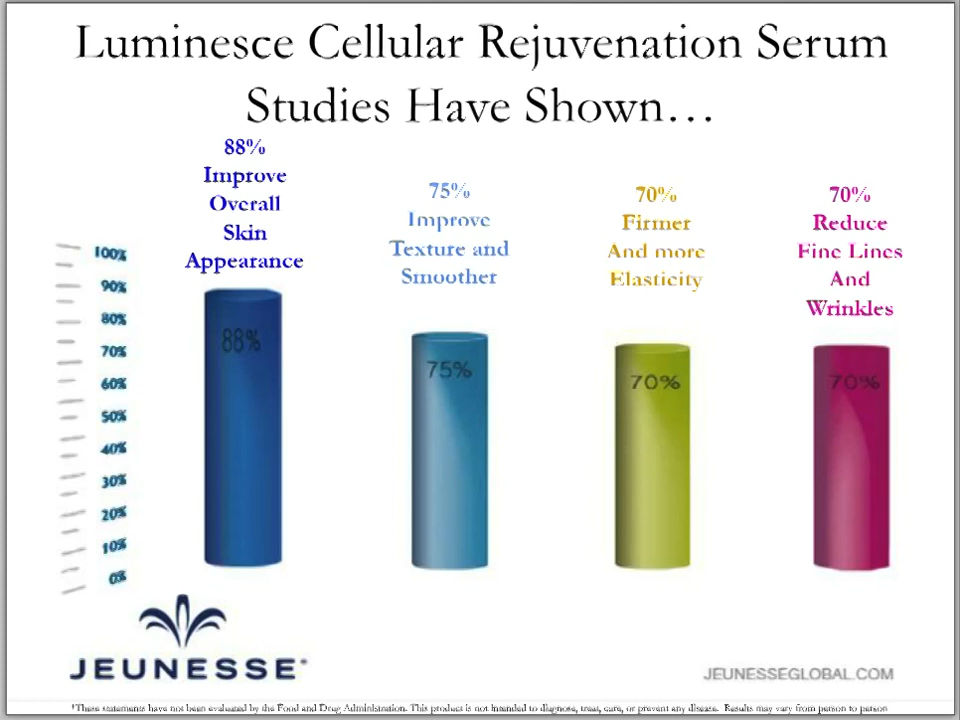 Luminesce Cellular Rejuvenation Serum
Studies Have Shown…
88%
Improve
Overall
Skin
Appearance
75%
Improve
Texture and
Smoother
70%
Firmer
And more
Elasticity
70%
Reduce
Fine Lines
And
Wrinkles
100%
90%
80%
70%
60%
50%
40%
30%
20%
10%
0%
88%
75%
70%
70%
JEUNESSE
JEUNESSEGLOBAL.COM
*These statements have not been evaluated by the Food and Drug Administration. This product is not intended to diagnose, treat, cure, or prevent any disease. Results may vary from person to person